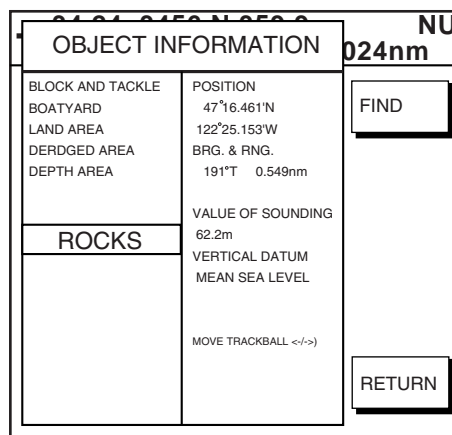 NU
024nm
OBJECT INFORMATION
BLOCK AND TACKLE
BOATYARD
LAND AREA
DERDGED AREA
DEPTH AREA
ROCKS
POSITION
47°16.461'N
122°25.153'W
BRG. & RNG.
191°T 0.549nm
VALUE OF SOUNDING
62.2m
VERTICAL DATUM
MEAN SEA LEVEL
MOVE TRACKBALL <-/->)
FIND
RETURN